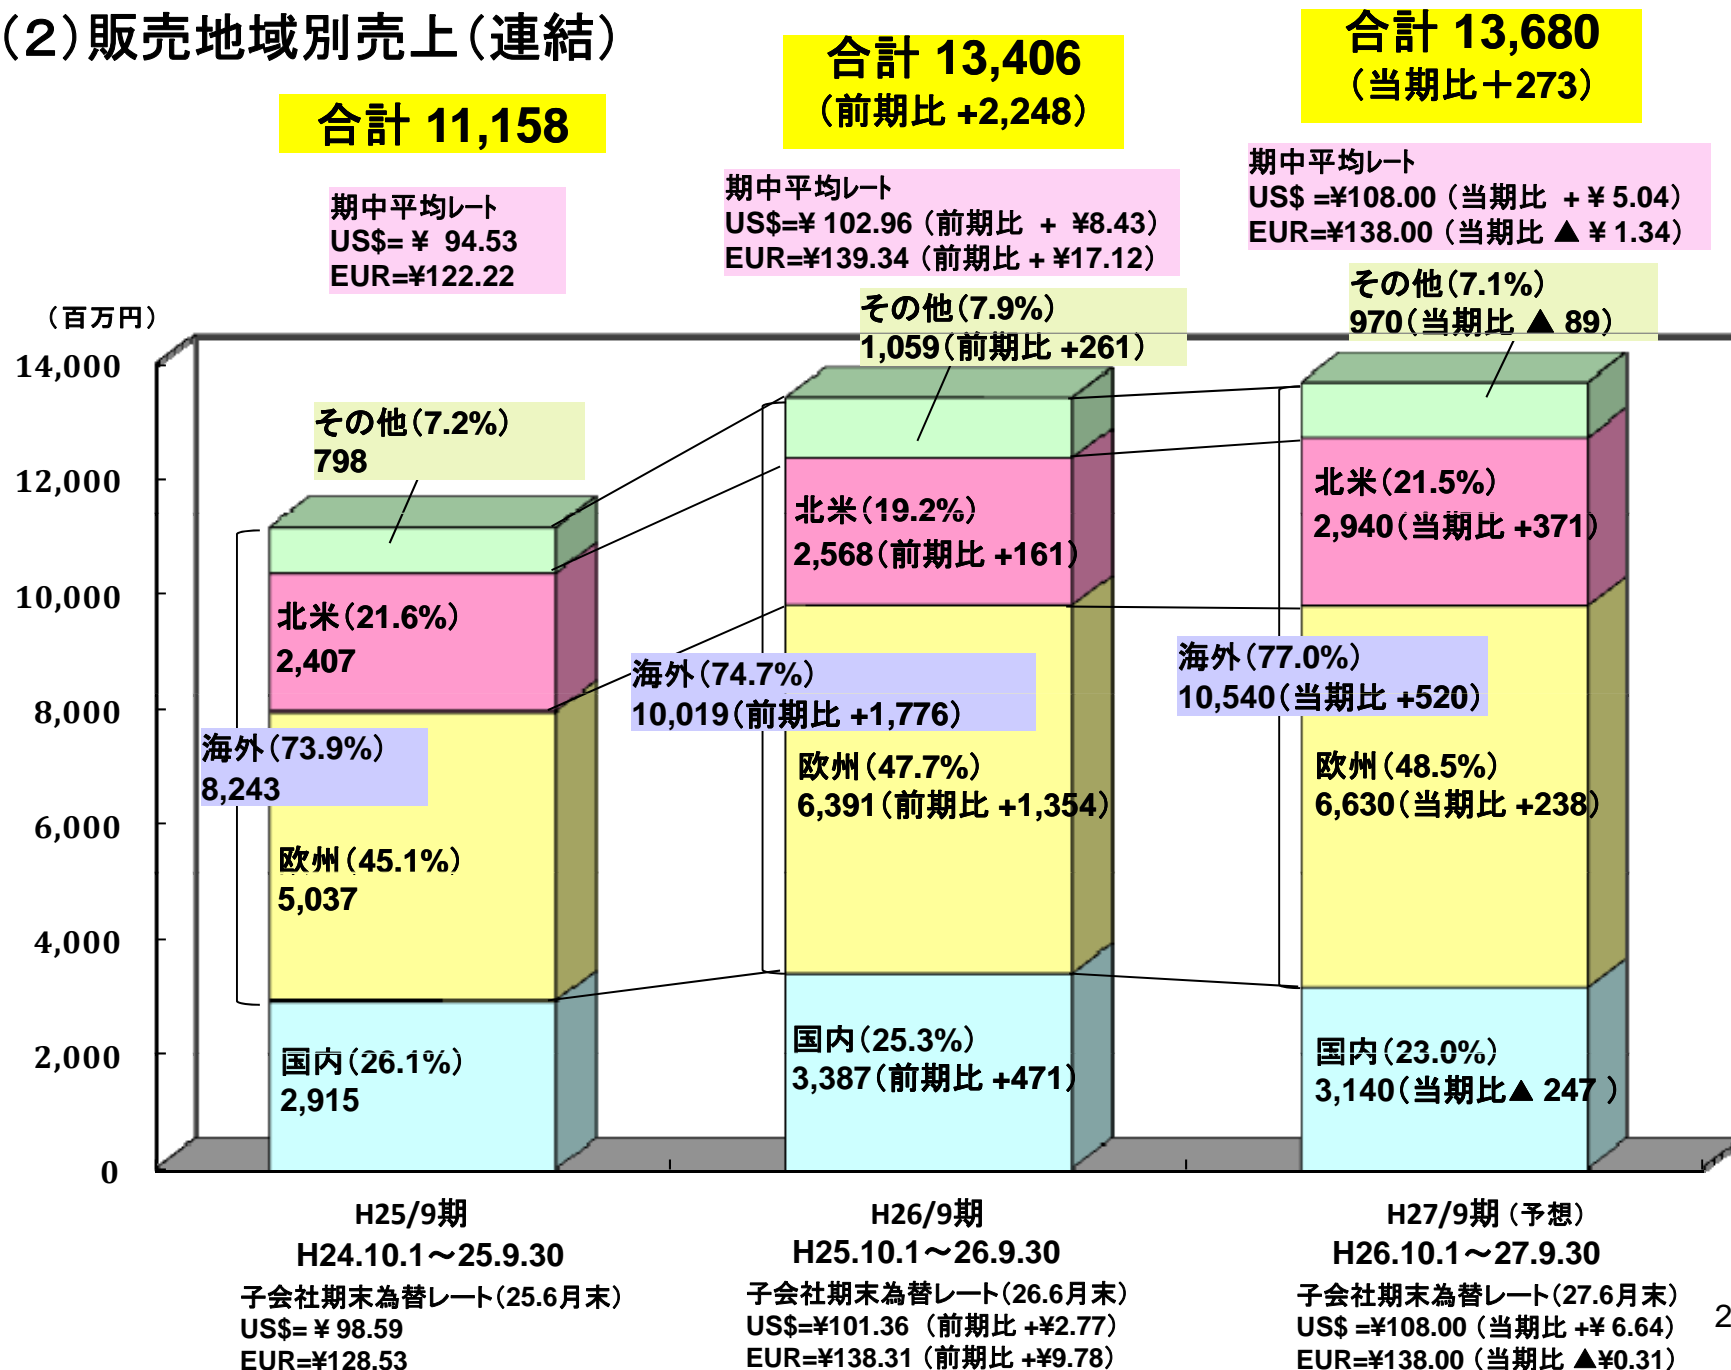 (2)販売地域別売上(連結)
合計 11,158
合計 13,406
(前期比 +2,248)
合計 13,680
(当期比+273)
期中平均レート
US$= ¥ 94.53
EUR=¥122.22
期中平均レート
US$=¥ 102.96 (前期比 + ¥8.43)
EUR=¥139.34 (前期比 + ¥17.12)
期中平均レート
US$ =¥108.00 (当期比 + ¥ 5.04)
EUR=¥138.00 (当期比 ▲ ¥ 1.34)
(百万円)
14,000
12,000
10,000
8,000
6,000
4,000
2,000
0
その他(7.2%)
798
北米(21.6%)
2,407
海外(73.9%)
8,243
欧州(45.1%)
5,037
国内(26.1%)
2,915
その他(7.9%)
1,059(前期比 +261)
北米(19.2%)
2,568(前期比 +161)
海外(74.7%)
10,019(前期比 +1,776)
欧州(47.7%)
6,391(前期比 +1,354)
国内(25.3%)
3,387(前期比 +471)
その他(7.1%)
970(当期比 ▲ 89)
北米(21.5%)
2,940(当期比 +371)
海外(77.0%)
10,540(当期比 +520)
欧州(48.5%)
6,630(当期比 +238)
国内(23.0%)
3,140(当期比▲ 247 )
H25/9期
H24.10.1~25.9.30
子会社期末為替レート(25.6月末)
US$= ¥ 98.59
EUR=¥128.53
H26/9期
H25.10.1~26.9.30
子会社期末為替レート(26.6月末)
US$=¥101.36 (前期比 +¥2.77)
EUR=¥138.31 (前期比 +¥9.78)
H27/9期(予想)
H26.10.1~27.9.30
子会社期末為替レート(27.6月末)
US$ =¥108.00 (当期比 +¥ 6.64)
EUR=¥138.00 (当期比 ▲¥0.31)
2